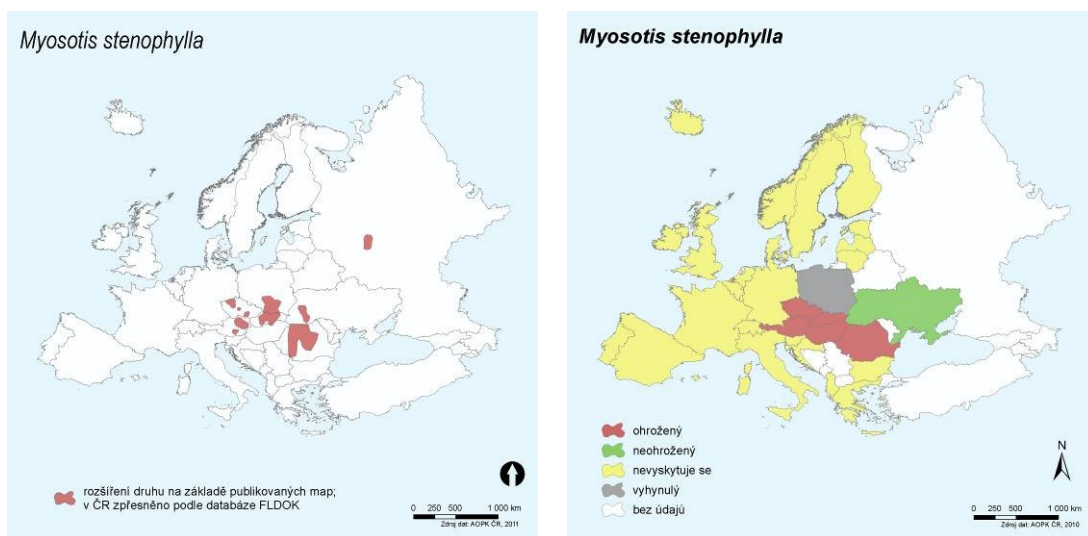 Myosotis stenophylla
rozšíření druhu na základě publikovaných map;
v ČR zpřesněno podle databáze FLDOK
0 250 500 1 000 km
Zdroj dat: AOPK ČR, 2011
Myosotis stenophylla
ohrožený
neohrožený
nevyskytuje se
vyhynulý
bez údajů
N
0 250 500 1 000 km
Zdroj dat: AOPK ČR, 2010